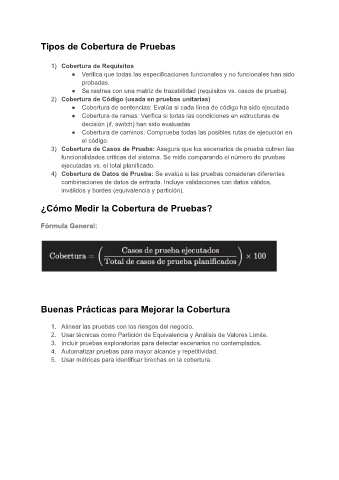 Tipos de Cobertura de Pruebas
1) Cobertura de Requisitos
● Verifica que todas las especificaciones funcionales y no funcionales han sido
probadas.
● Se rastrea con una matriz de trazabilidad (requisitos vs. casos de prueba).
2) Cobertura de Código (usada en pruebas unitarias)
● Cobertura de sentencias: Evalúa si cada línea de código ha sido ejecutada
● Cobertura de ramas: Verifica si todas las condiciones en estructuras de
decisión (if, switch) han sido evaluadas
● Cobertura de caminos: Comprueba todas las posibles rutas de ejecución en
el código.
3) Cobertura de Casos de Prueba: Asegura que los escenarios de prueba cubren las
funcionalidades críticas del sistema. Se mide comparando el número de pruebas
ejecutadas vs. el total planificado.
4) Cobertura de Datos de Prueba: Se evalúa si las pruebas consideran diferentes
combinaciones de datos de entrada. Incluye validaciones con datos válidos,
inválidos y bordes (equivalencia y partición).
¿Cómo Medir la Cobertura de Pruebas?
Fórmula General:
Cobertura = ( Casos de prueba ejecutados / Total de casos de prueba planificados ) × 100
Buenas Prácticas para Mejorar la Cobertura
1. Alinear las pruebas con los riesgos del negocio.
2. Usar técnicas como Partición de Equivalencia y Análisis de Valores Límite.
3. Incluir pruebas exploratorias para detectar escenarios no contemplados.
4. Automatizar pruebas para mayor alcance y repetitividad.
5. Usar métricas para identificar brechas en la cobertura.